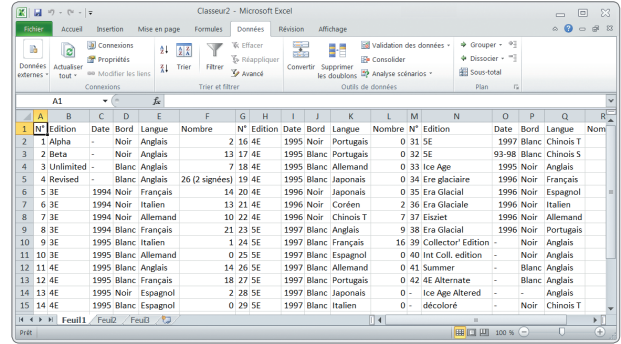 Classeur2 - Microsoft Excel
Fichier Accueil Insertion Mise en page Formules Données Révision Affichage
Données externes Actualiser tout Connexions Propriétés Modifier les liens Trier Filtrer Effacer Réappliquer Avancé Convertir Supprimer les doublons Validation des données Consolider Analyse scénarios Grouper Dissocier Sous-total
Connexions Trier et filtrer Outils de données Plan
A1 fx
A B C D E F G H I J K L M N O P Q R
1 N° Edition Date Bord Langue Nombre N° Edition Date Bord Langue Nombre N° Edition Date Bord Langue Nom
2 1 Alpha - Noir Anglais 2 16 4E 1995 Noir Portugais 0 31 5E 1997 Blanc Chinois T
3 2 Beta - Noir Anglais 13 17 4E 1995 Blanc Portugais 0 32 5E 93-98 Blanc Chinois S
4 3 Unlimited - Blanc Anglais 7 18 4E 1995 Blanc Allemand 0 33 Ice Age 1995 Noir Anglais
5 4 Revised - Blanc Anglais 26 (2 signées) 19 4E 1995 Noir Japonais 0 34 Ere glaciaire 1996 Noir Français
6 5 3E 1994 Noir Français 14 20 4E 1996 Noir Japonais 0 35 Era Glacial 1996 Noir Espagnol
7 6 3E 1994 Noir Italien 13 21 4E 1996 Noir Coréen 2 36 Era Glaciale 1996 Noir Italien
8 7 3E 1994 Noir Allemand 10 22 4E 1996 Noir Chinois T 7 37 Eisziet 1996 Noir Allemand
9 8 3E 1994 Blanc Français 21 23 5E 1997 Blanc Anglais 9 38 Era Glacial 1996 Noir Portugais
10 9 3E 1995 Blanc Italien 1 24 5E 1997 Blanc Français 16 39 Collector' Edition - Noir Anglais
11 10 3E 1995 Blanc Allemand 0 25 5E 1997 Blanc Espagnol 0 40 Int Coll. edition - Noir Anglais
12 11 4E 1995 Blanc Anglais 14 26 5E 1997 Blanc Allemand 0 41 Summer - Blanc Anglais
13 12 4E 1995 Blanc Français 18 27 5E 1997 Blanc Portugais 0 42 4E Alternate - Blanc Anglais
14 13 4E 1995 Noir Espagnol 2 28 5E 1997 Blanc Japonais 0 - Ice Age Altered - - Anglais
15 14 4E 1995 Blanc Espagnol 0 29 5E 1997 Blanc Italien 0 - décoloré - Noir Chinois T
Feuil1 Feuil2 Feuil3
Prêt 100 %